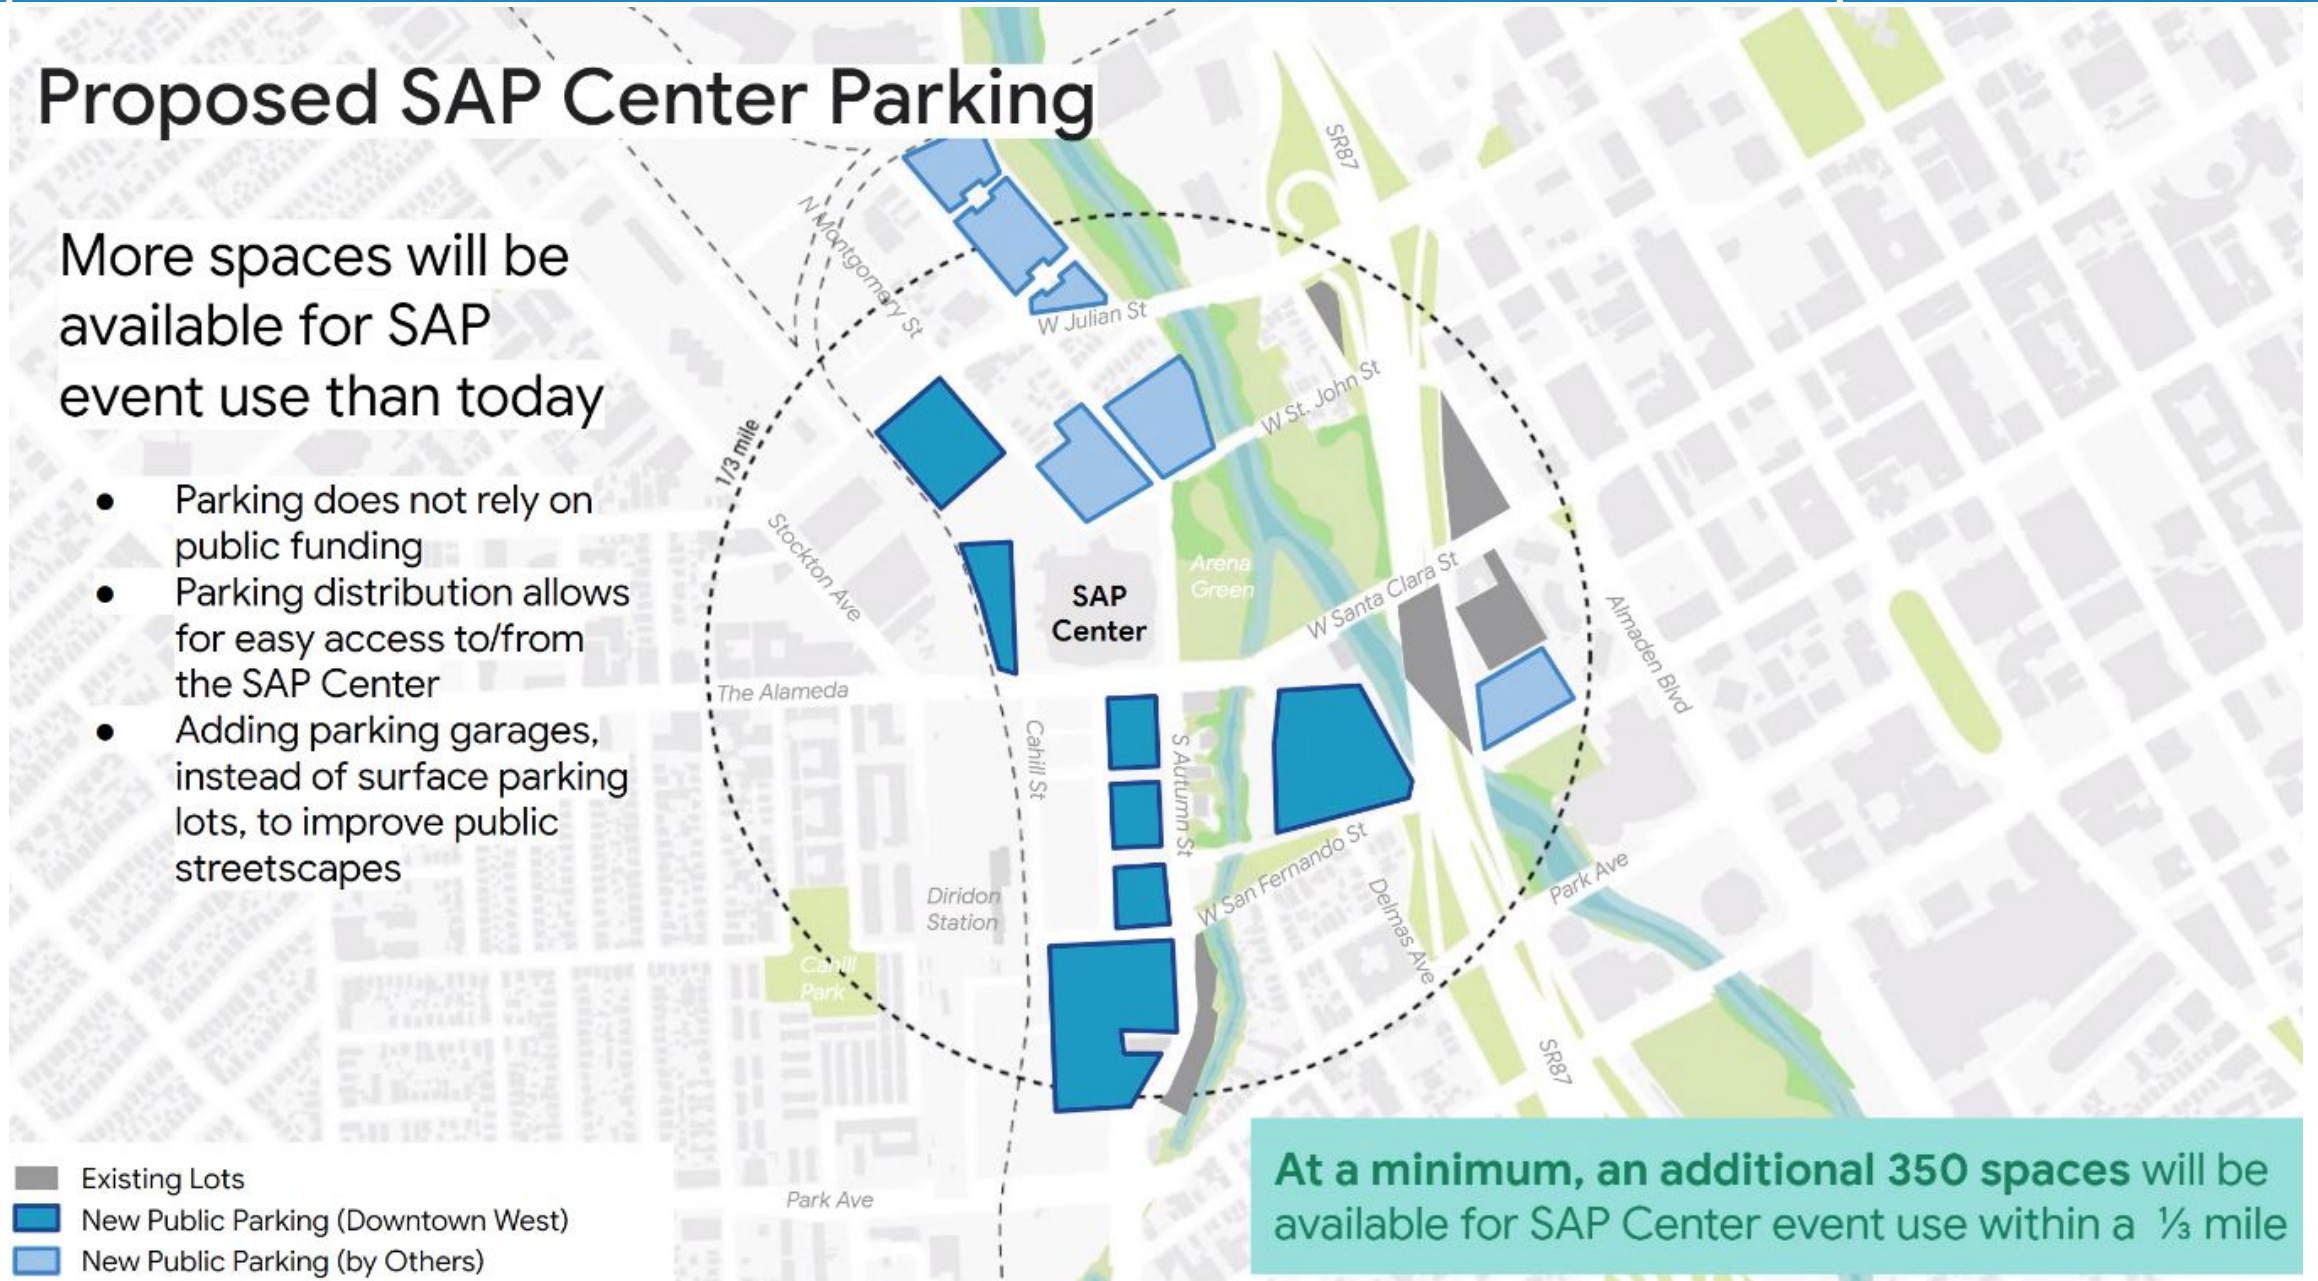 Proposed SAP Center Parking
More spaces will be
available for SAP
event use than today
● Parking does not rely on
public funding
● Parking distribution allows
for easy access to/from
the SAP Center
● Adding parking garages,
instead of surface parking
lots, to improve public
streetscapes
SR87
N Montgomery St
W Julian St
W St. John St
1/3 mile
Stockton Ave
Arena
Green
SAP
Center
W Santa Clara St
Almaden Blvd
The Alameda
Cahill St
S Autumn St
W San Fernando St
Delmas Ave
Park Ave
Diridon
Station
Cahill
Park
SR87
Park Ave
Existing Lots
New Public Parking (Downtown West)
New Public Parking (by Others)
At a minimum, an additional 350 spaces will be
available for SAP Center event use within a ⅓ mile